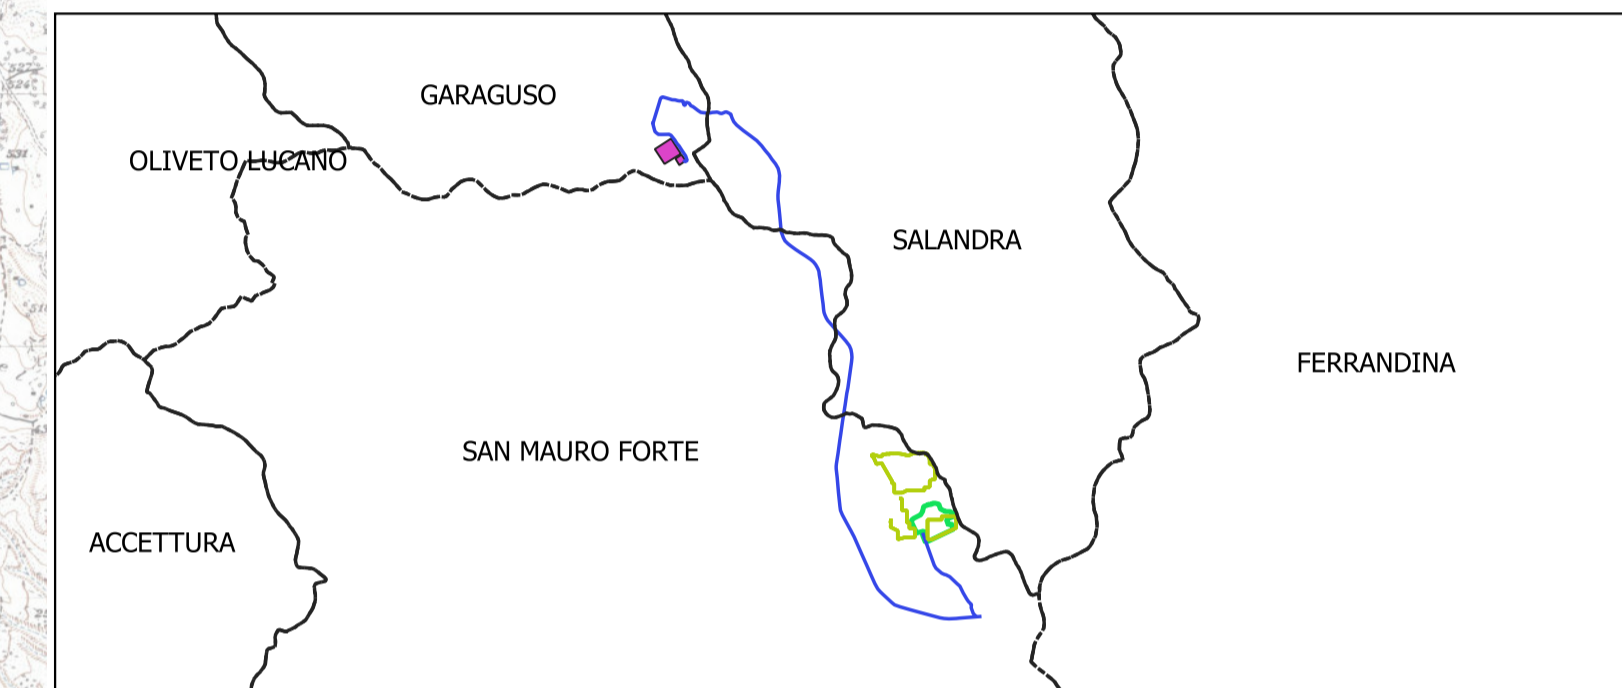 GARAGUSO
OLIVETO LUCANO
SALANDRA
FERRANDINA
SAN MAURO FORTE
ACCETTURA